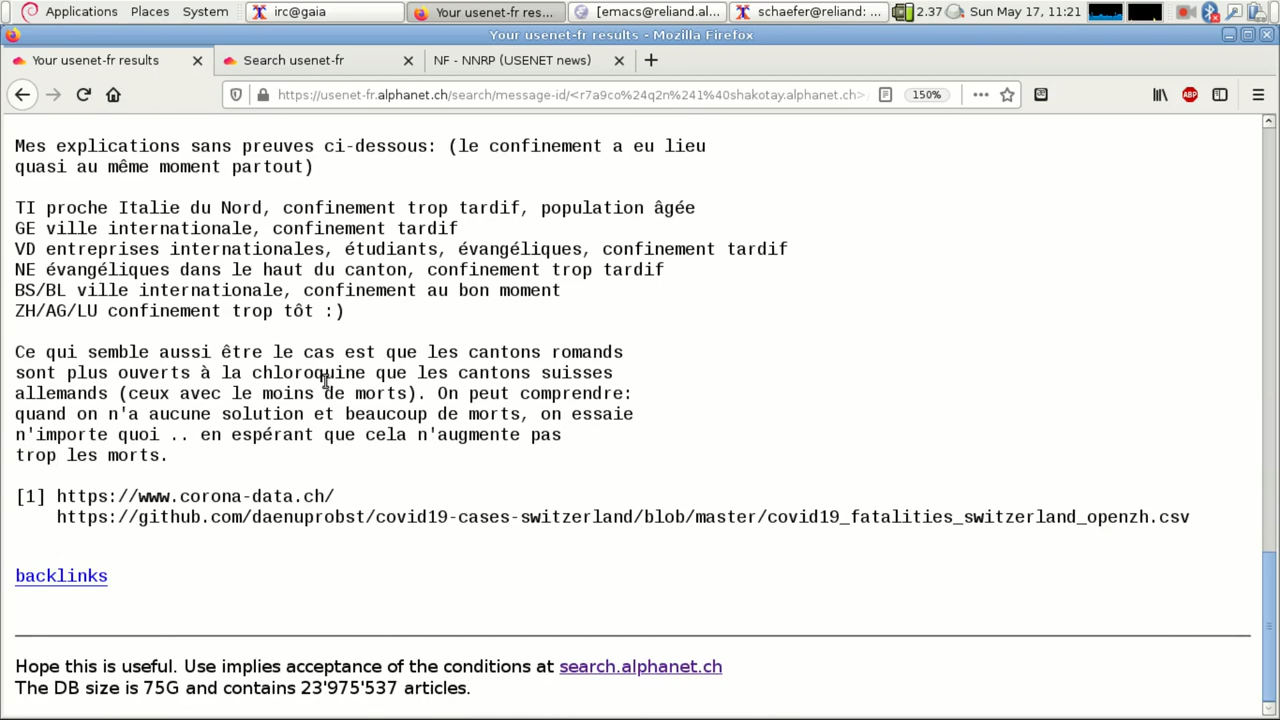 Applications Places System irc@gaia Your usenet-fr res... [emacs@reliand.al... schaefer@reliand: ... 2.37 Sun May 17, 11:21
Your usenet-fr results - Mozilla Firefox
Your usenet-fr results Search usenet-fr NF - NNRP (USENET news)
https://usenet-fr.alphanet.ch/search/message-id/<r7a9co%24q2n%241%40shakotay.alphanet.ch> 150% ABP
Mes explications sans preuves ci-dessous: (le confinement a eu lieu
quasi au même moment partout)
TI proche Italie du Nord, confinement trop tardif, population âgée
GE ville internationale, confinement tardif
VD entreprises internationales, étudiants, évangéliques, confinement tardif
NE évangéliques dans le haut du canton, confinement trop tardif
BS/BL ville internationale, confinement au bon moment
ZH/AG/LU confinement trop tôt :)
Ce qui semble aussi être le cas est que les cantons romands
sont plus ouverts à la chloroquine que les cantons suisses
allemands (ceux avec le moins de morts). On peut comprendre:
quand on n'a aucune solution et beaucoup de morts, on essaie
n'importe quoi .. en espérant que cela n'augmente pas
trop les morts.
[1] https://www.corona-data.ch/
https://github.com/daenuprobst/covid19-cases-switzerland/blob/master/covid19_fatalities_switzerland_openzh.csv
backlinks
Hope this is useful. Use implies acceptance of the conditions at search.alphanet.ch
The DB size is 75G and contains 23'975'537 articles.